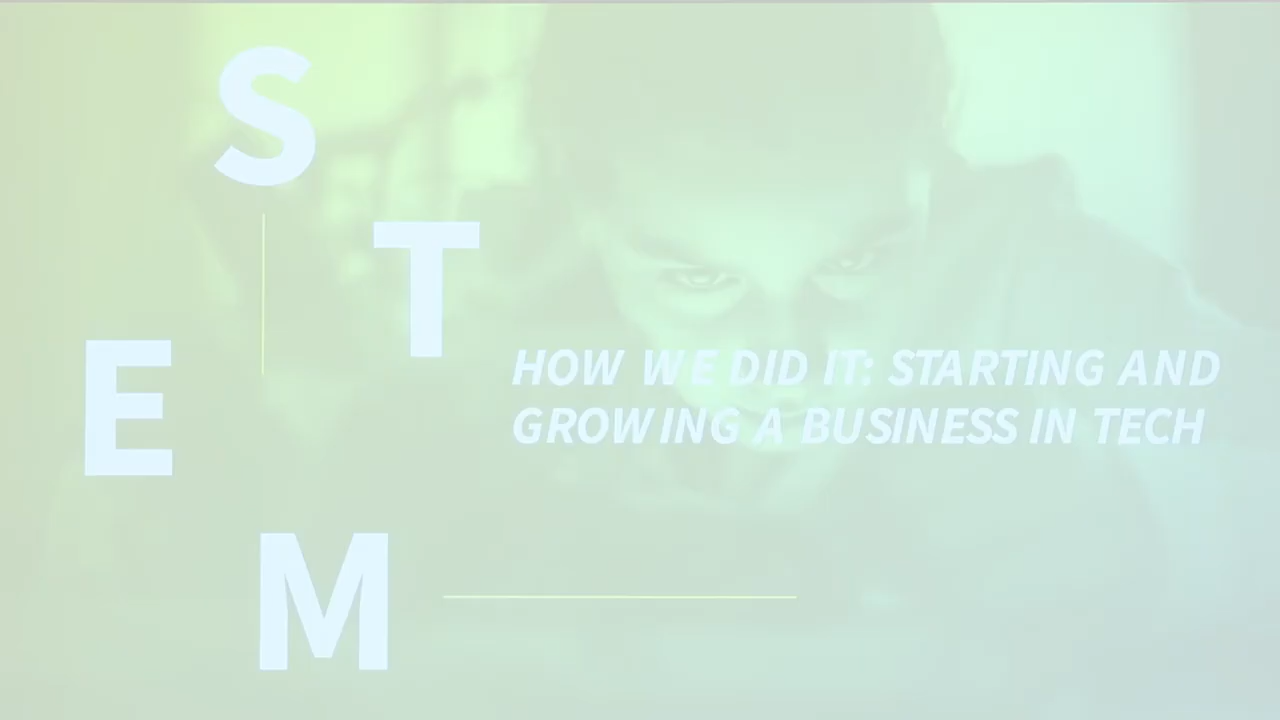 S
T
E
M
HOW WE DID IT: STARTING AND
GROWING A BUSINESS IN TECH